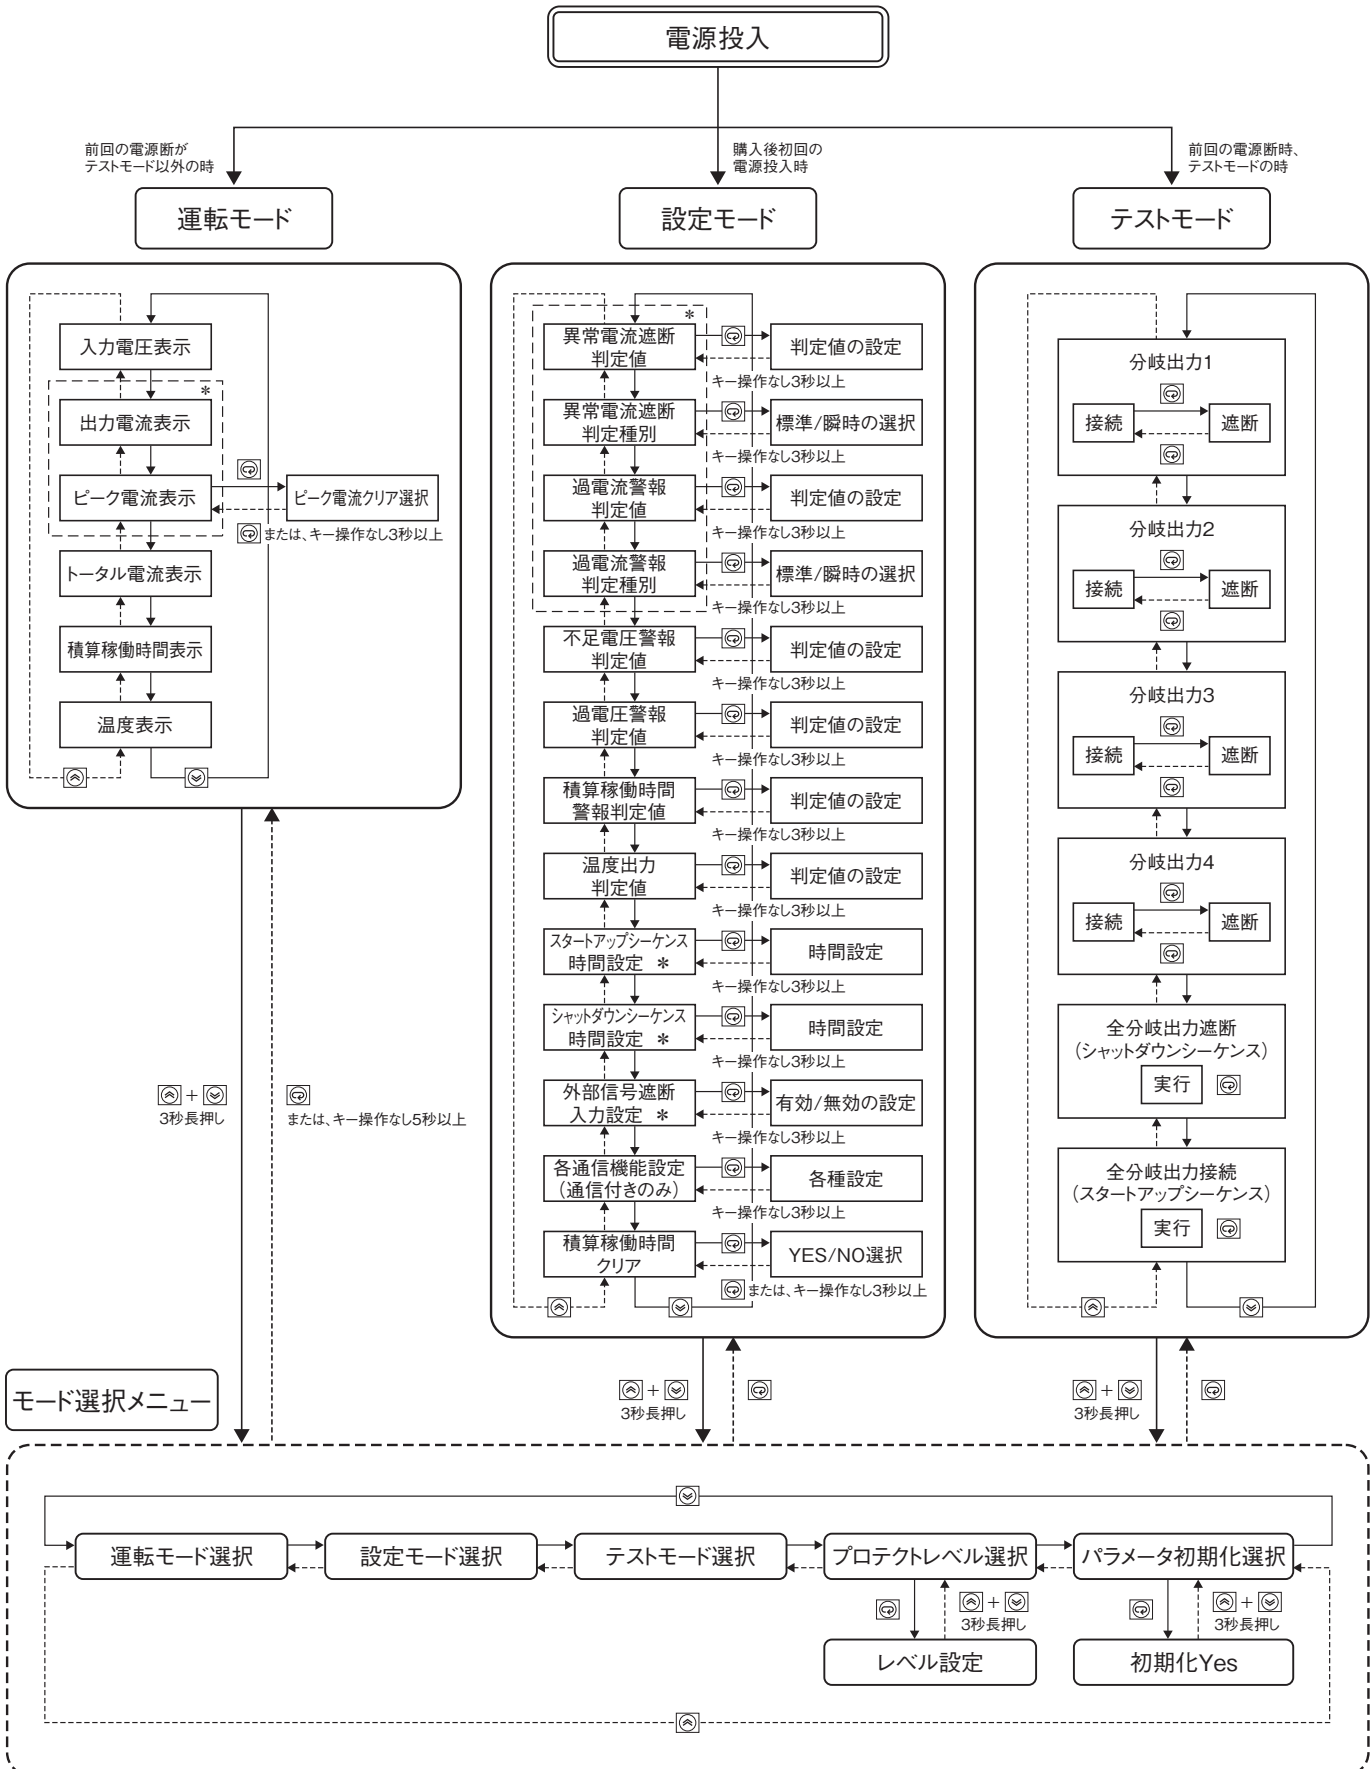 電源投入
前回の電源断が
テストモード以外の時
購入後初回の
電源投入時
前回の電源断時、
テストモードの時
運転モード
設定モード
テストモード
入力電圧表示
*
出力電流表示
ピーク電流表示
ピーク電流クリア選択
または、キー操作なし3秒以上
トータル電流表示
積算稼働時間表示
温度表示
*
異常電流遮断
判定値
判定値の設定
キー操作なし3秒以上
異常電流遮断
判定種別
標準/瞬時の選択
キー操作なし3秒以上
過電流警報
判定値
判定値の設定
キー操作なし3秒以上
過電流警報
判定種別
標準/瞬時の選択
キー操作なし3秒以上
不足電圧警報
判定値
判定値の設定
キー操作なし3秒以上
過電圧警報
判定値
判定値の設定
キー操作なし3秒以上
積算稼働時間
警報判定値
判定値の設定
キー操作なし3秒以上
温度出力
判定値
判定値の設定
キー操作なし3秒以上
スタートアップシーケンス
時間設定 *
時間設定
キー操作なし3秒以上
シャットダウンシーケンス
時間設定 *
時間設定
キー操作なし3秒以上
外部信号遮断
入力設定 *
有効/無効の設定
キー操作なし3秒以上
各通信機能設定
(通信付きのみ)
各種設定
キー操作なし3秒以上
積算稼働時間
クリア
YES/NO選択
または、キー操作なし3秒以上
分岐出力1
接続
遮断
分岐出力2
接続
遮断
分岐出力3
接続
遮断
分岐出力4
接続
遮断
全分岐出力遮断
(シャットダウンシーケンス)
実行
全分岐出力接続
(スタートアップシーケンス)
実行
+
3秒長押し
または、キー操作なし5秒以上
+
3秒長押し
+
3秒長押し
モード選択メニュー
運転モード選択
設定モード選択
テストモード選択
プロテクトレベル選択
パラメータ初期化選択
+
3秒長押し
+
3秒長押し
レベル設定
初期化Yes